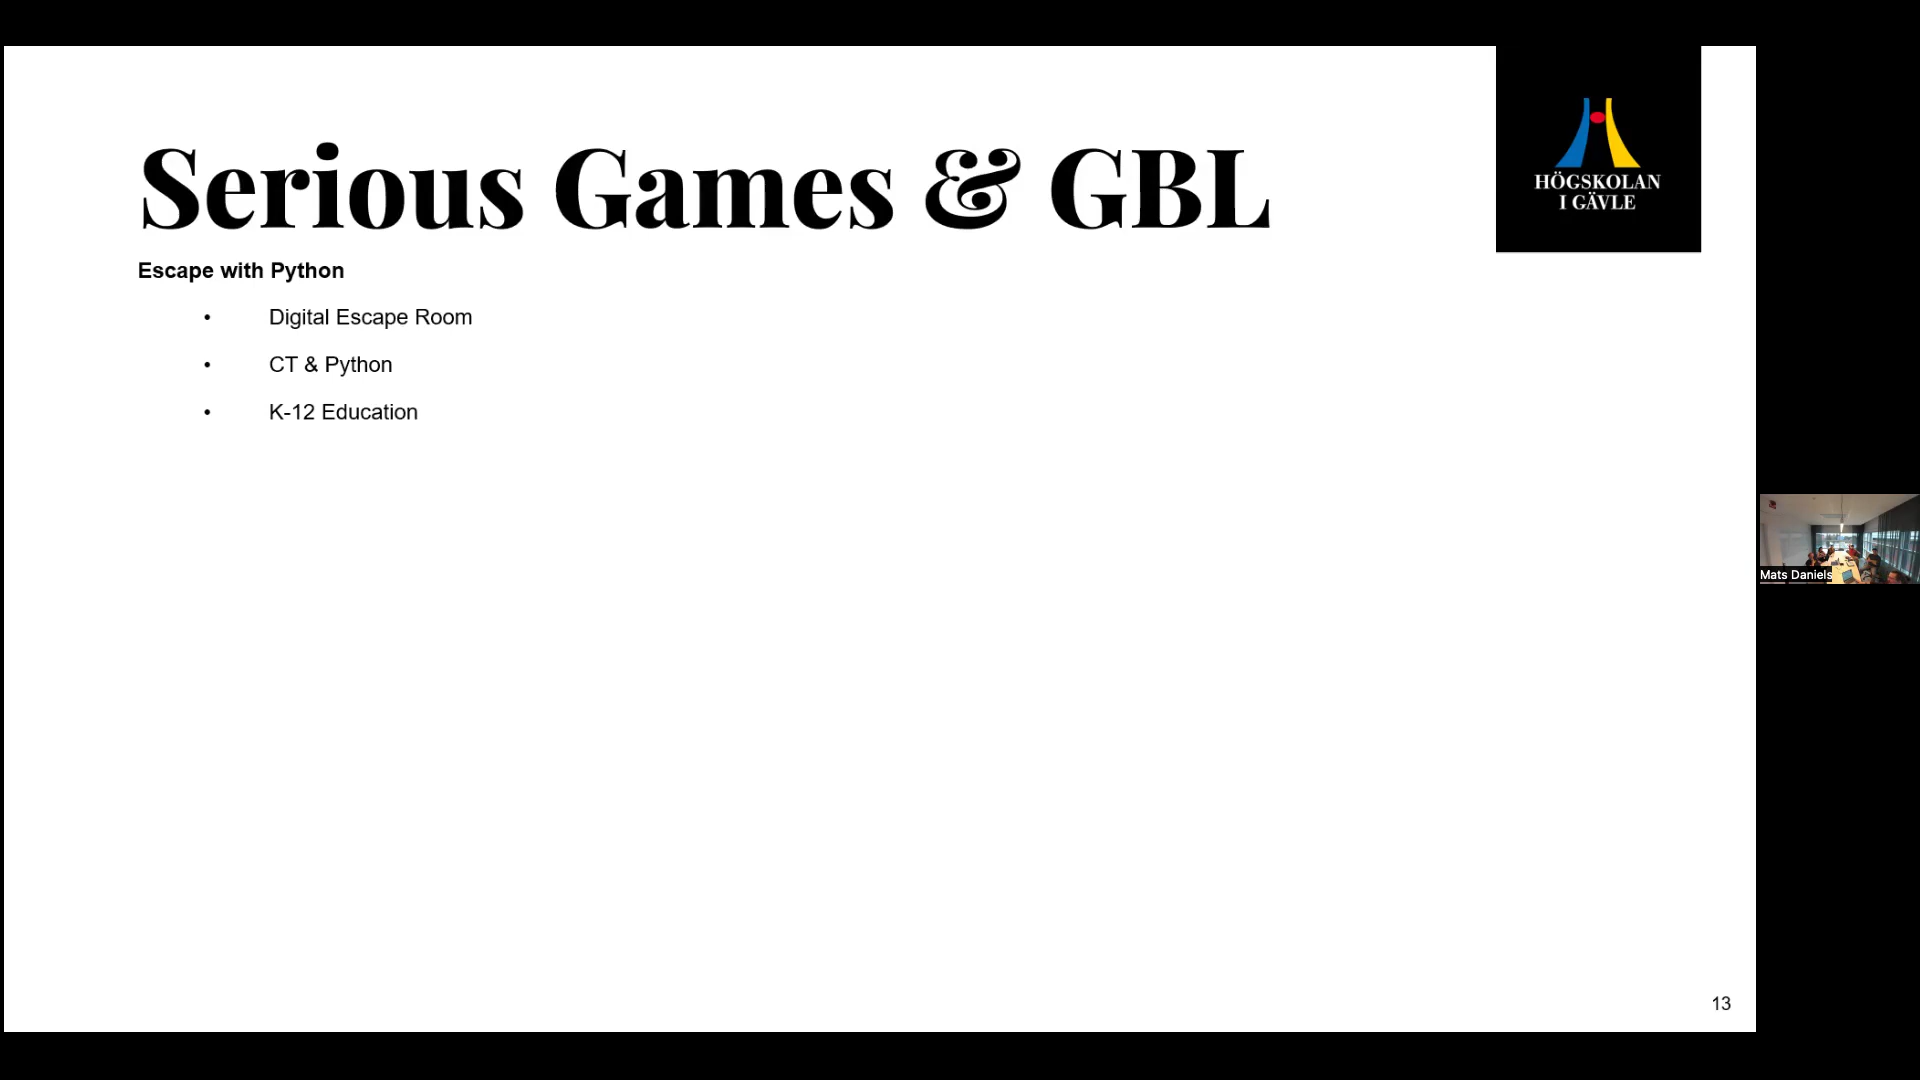 Serious Games & GBL
HÖGSKOLAN
I GÄVLE
Escape with Python
• Digital Escape Room
• CT & Python
• K-12 Education
Mats Daniels
13